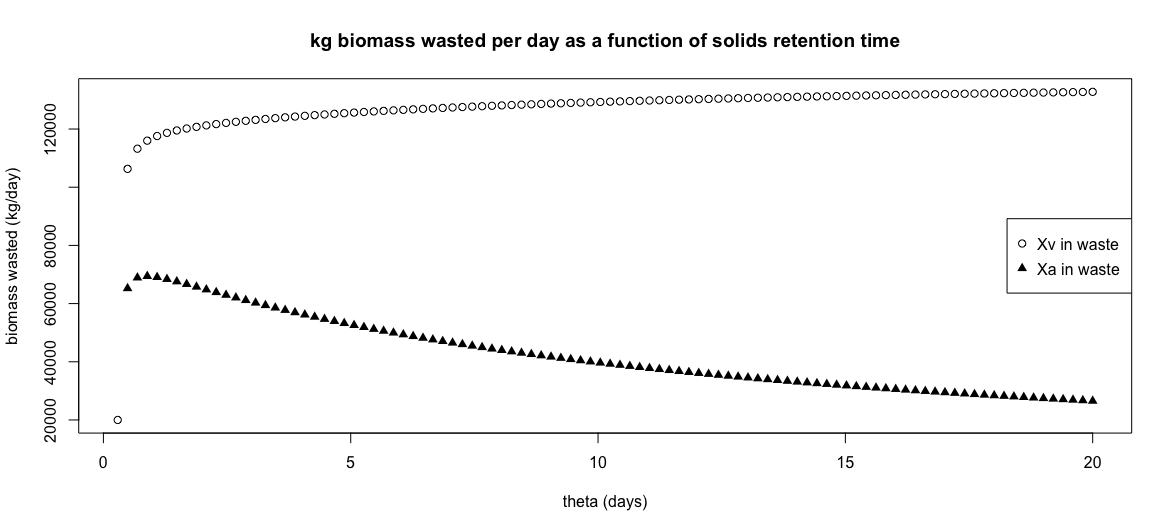 kg biomass wasted per day as a function of solids retention time
biomass wasted (kg/day)
120000
80000
60000
40000
20000
Xv in waste
Xa in waste
0 5 10 15 20
theta (days)